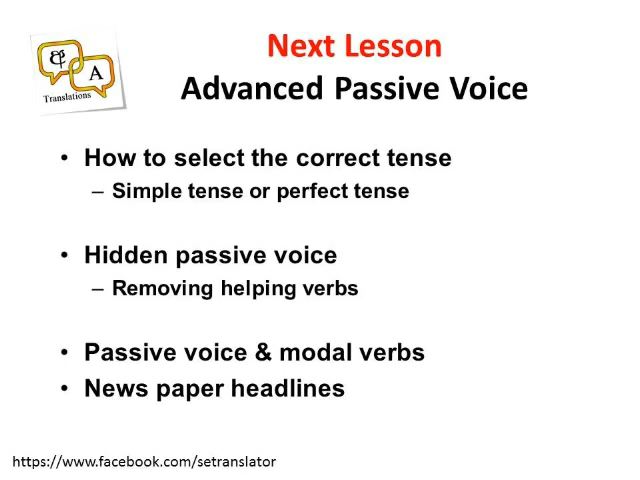 Next Lesson
Advanced Passive Voice
A
Translations
• How to select the correct tense
– Simple tense or perfect tense
• Hidden passive voice
– Removing helping verbs
• Passive voice & modal verbs
• News paper headlines
https://www.facebook.com/setranslator